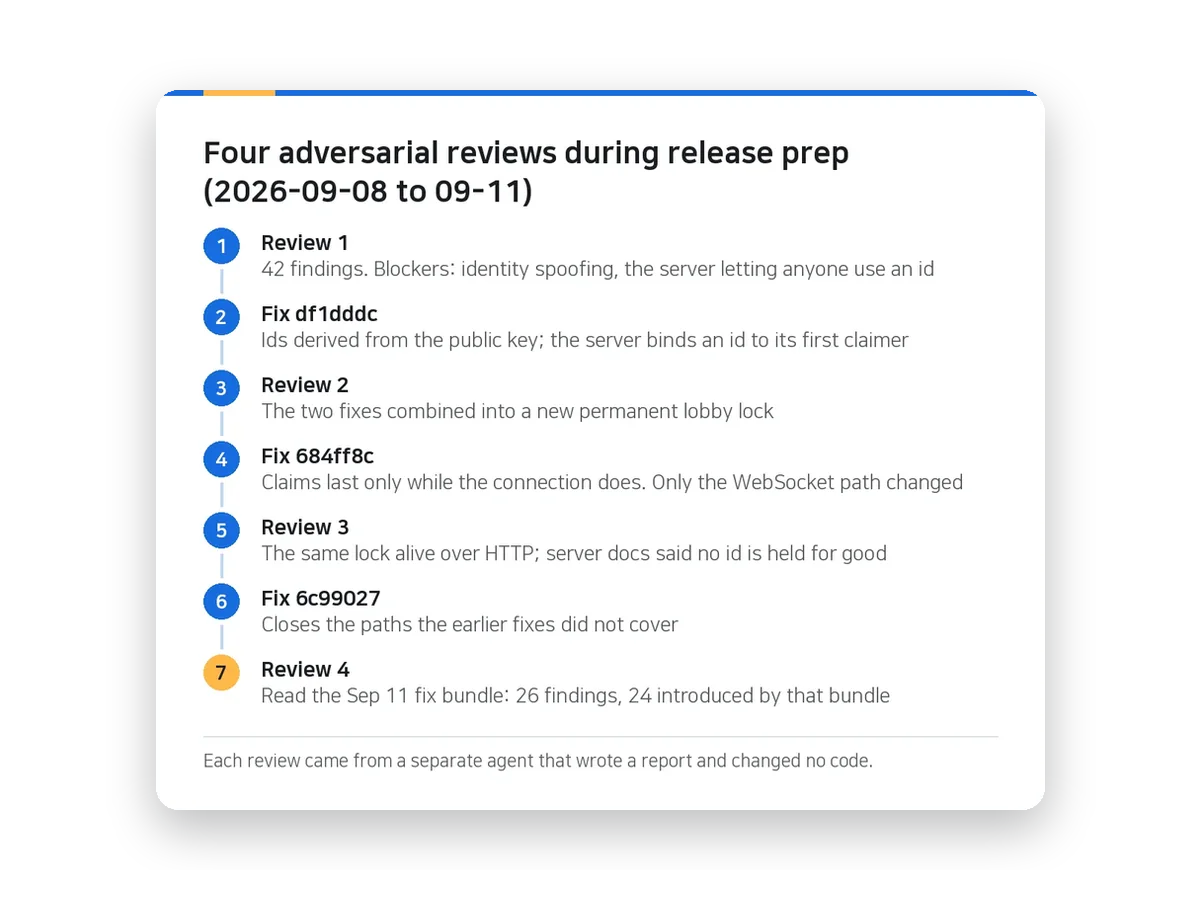 Four adversarial reviews during release prep
(2026-09-08 to 09-11)
1
Review 1
42 findings. Blockers: identity spoofing, the server letting anyone use an id
2
Fix df1dddc
Ids derived from the public key; the server binds an id to its first claimer
3
Review 2
The two fixes combined into a new permanent lobby lock
4
Fix 684ff8c
Claims last only while the connection does. Only the WebSocket path changed
5
Review 3
The same lock alive over HTTP; server docs said no id is held for good
6
Fix 6c99027
Closes the paths the earlier fixes did not cover
7
Review 4
Read the Sep 11 fix bundle: 26 findings, 24 introduced by that bundle
Each review came from a separate agent that wrote a report and changed no code.